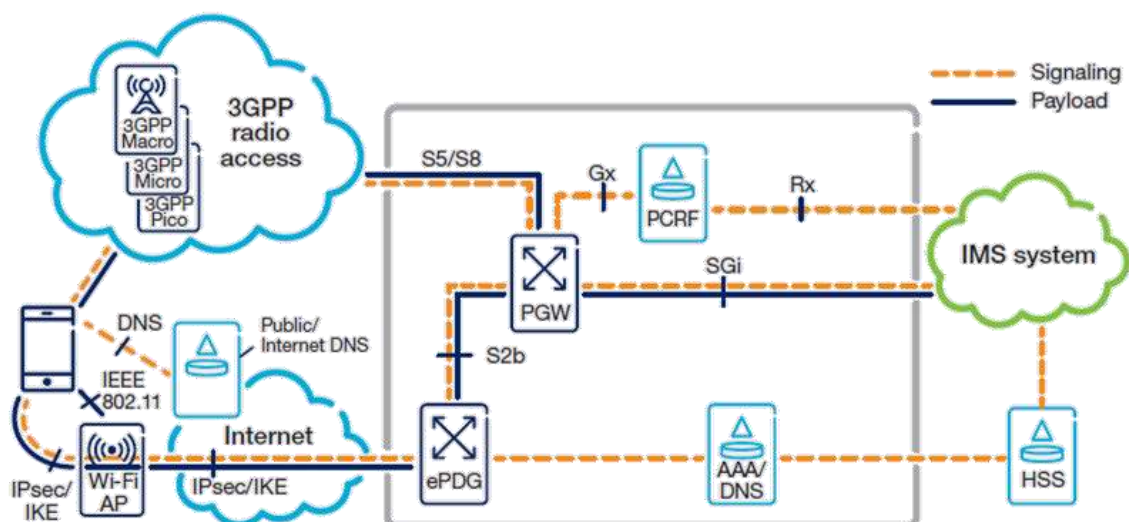 Signaling
Payload
3GPP
radio
access
3GPP
Macro
3GPP
Micro
3GPP
Pico
S5/S8
Gx
PCRF
Rx
IMS system
SGi
PGW
S2b
DNS
Public/
Internet DNS
IEEE
802.11
Internet
IPsec/IKE
IPsec/
IKE
Wi-Fi
AP
ePDG
AAA/
DNS
HSS